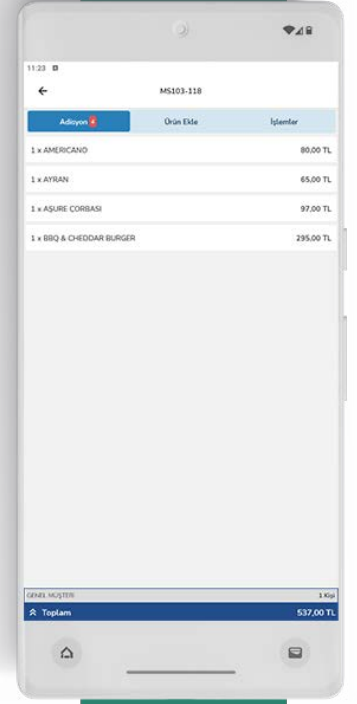 11:23
MS103-118
Adisyon 4
Ürün Ekle
İşlemler
1 x AMERICANO 80,00 TL
1 x AYRAN 65,00 TL
1 x AŞURE ÇORBASI 97,00 TL
1 x BBQ & CHEDDAR BURGER 295,00 TL
GENEL MÜŞTERİ 1 Kişi
Toplam 537,00 TL